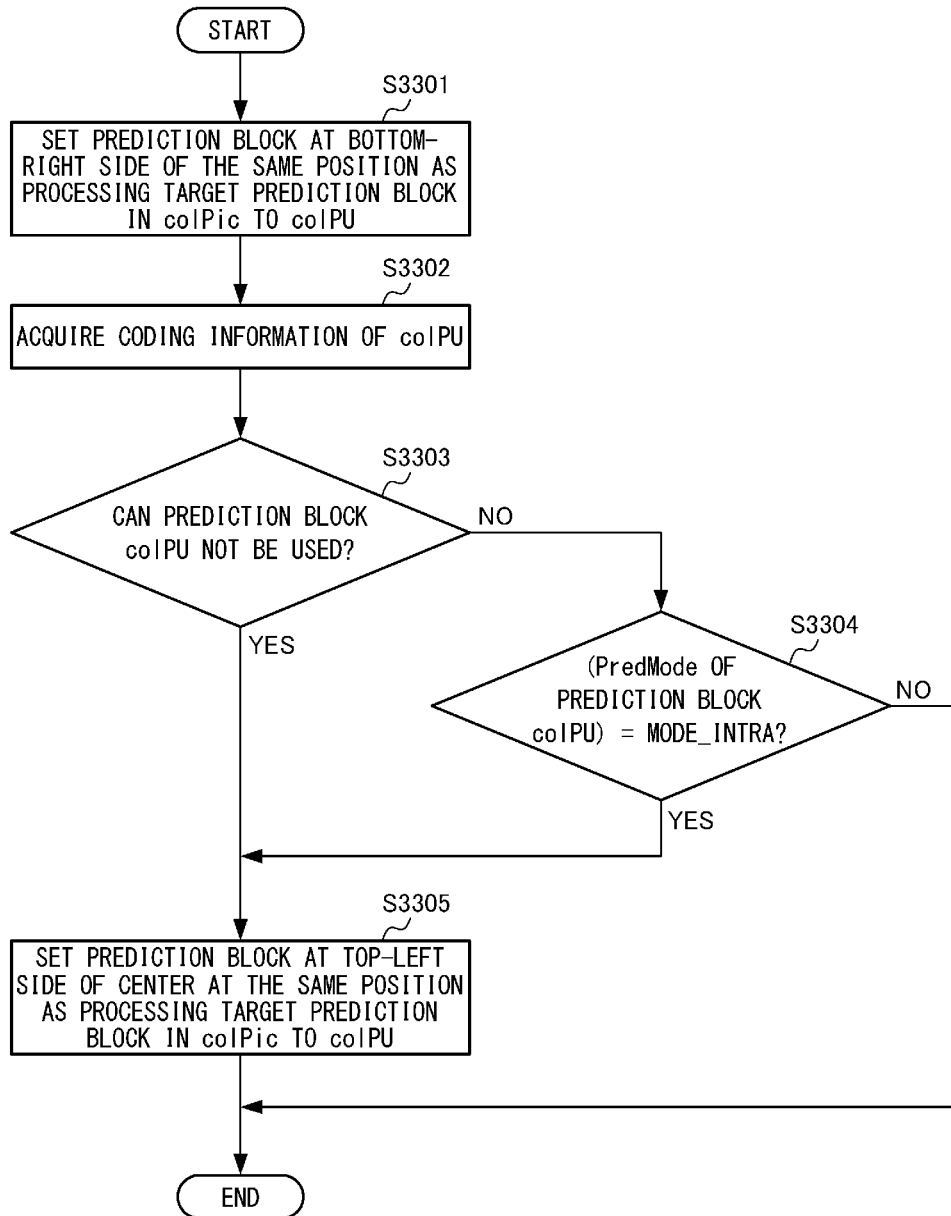 START
S3301
SET PREDICTION BLOCK AT BOTTOM-
RIGHT SIDE OF THE SAME POSITION AS
PROCESSING TARGET PREDICTION BLOCK
IN colPic TO colPU
S3302
ACQUIRE CODING INFORMATION OF colPU
S3303
CAN PREDICTION BLOCK
colPU NOT BE USED?
NO
YES
S3304
(PredMode OF
PREDICTION BLOCK
colPU) = MODE_INTRA?
NO
YES
S3305
SET PREDICTION BLOCK AT TOP-LEFT
SIDE OF CENTER AT THE SAME POSITION
AS PROCESSING TARGET PREDICTION
BLOCK IN colPic TO colPU
END